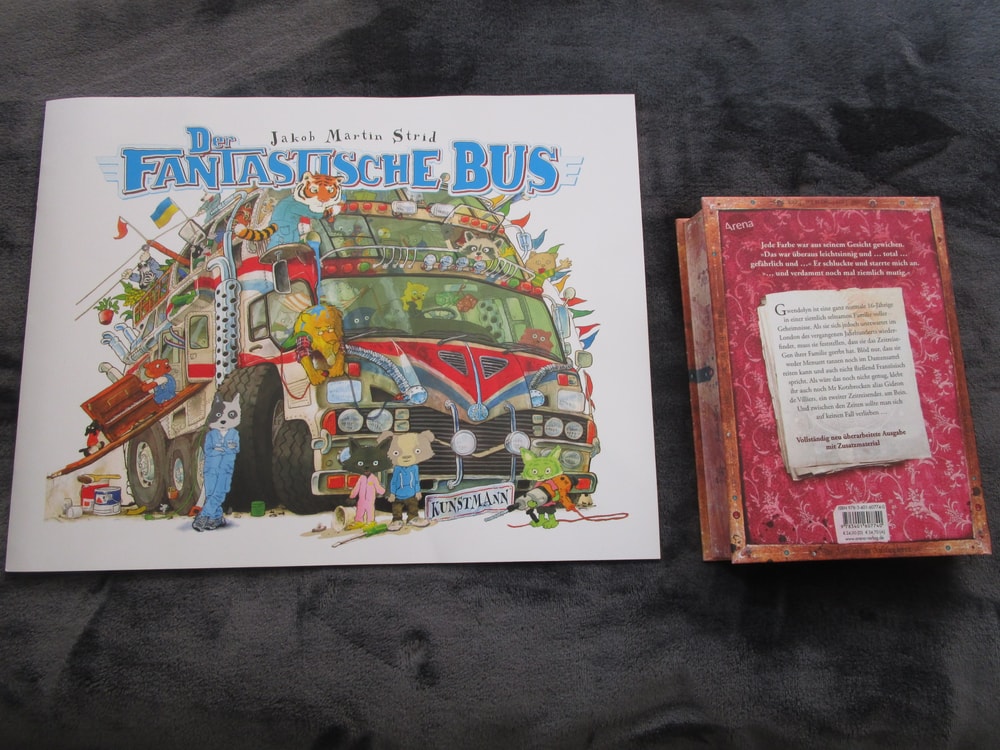 Jakob Martin Strid
Der
FANTASTISCHE BUS
KUNSTMANN
Arena
Jede Farbe war aus seinem Gesicht gewichen.
»Das war überaus leichtsinnig und … total …
gefährlich und …« Er schluckte und starrte mich an.
»… und verdammt noch mal ziemlich mutig.«
Gwendolyn ist eine ganz normale 16-Jährige
in einer ziemlich seltsamen Familie voller
Geheimnisse. Als sie sich jedoch unerwartet im
London des vergangenen Jahrhunderts wieder-
findet, muss sie feststellen, dass sie das Zeitreise-
Gen ihrer Familie geerbt hat. Blöd nur, dass sie
weder Menuett tanzen noch im Damensattel
reiten kann und auch nicht fließend Französisch
spricht. Als wäre das noch nicht genug, klebt
ihr auch noch Mr Kotzbrocken alias Gideon
de Villiers, ein zweiter Zeitreisender, am Bein.
Und zwischen den Zeiten sollte man sich
auf keinen Fall verlieben …
Vollständig neu überarbeitete Ausgabe
mit Zusatzmaterial
www.arena-verlag.de